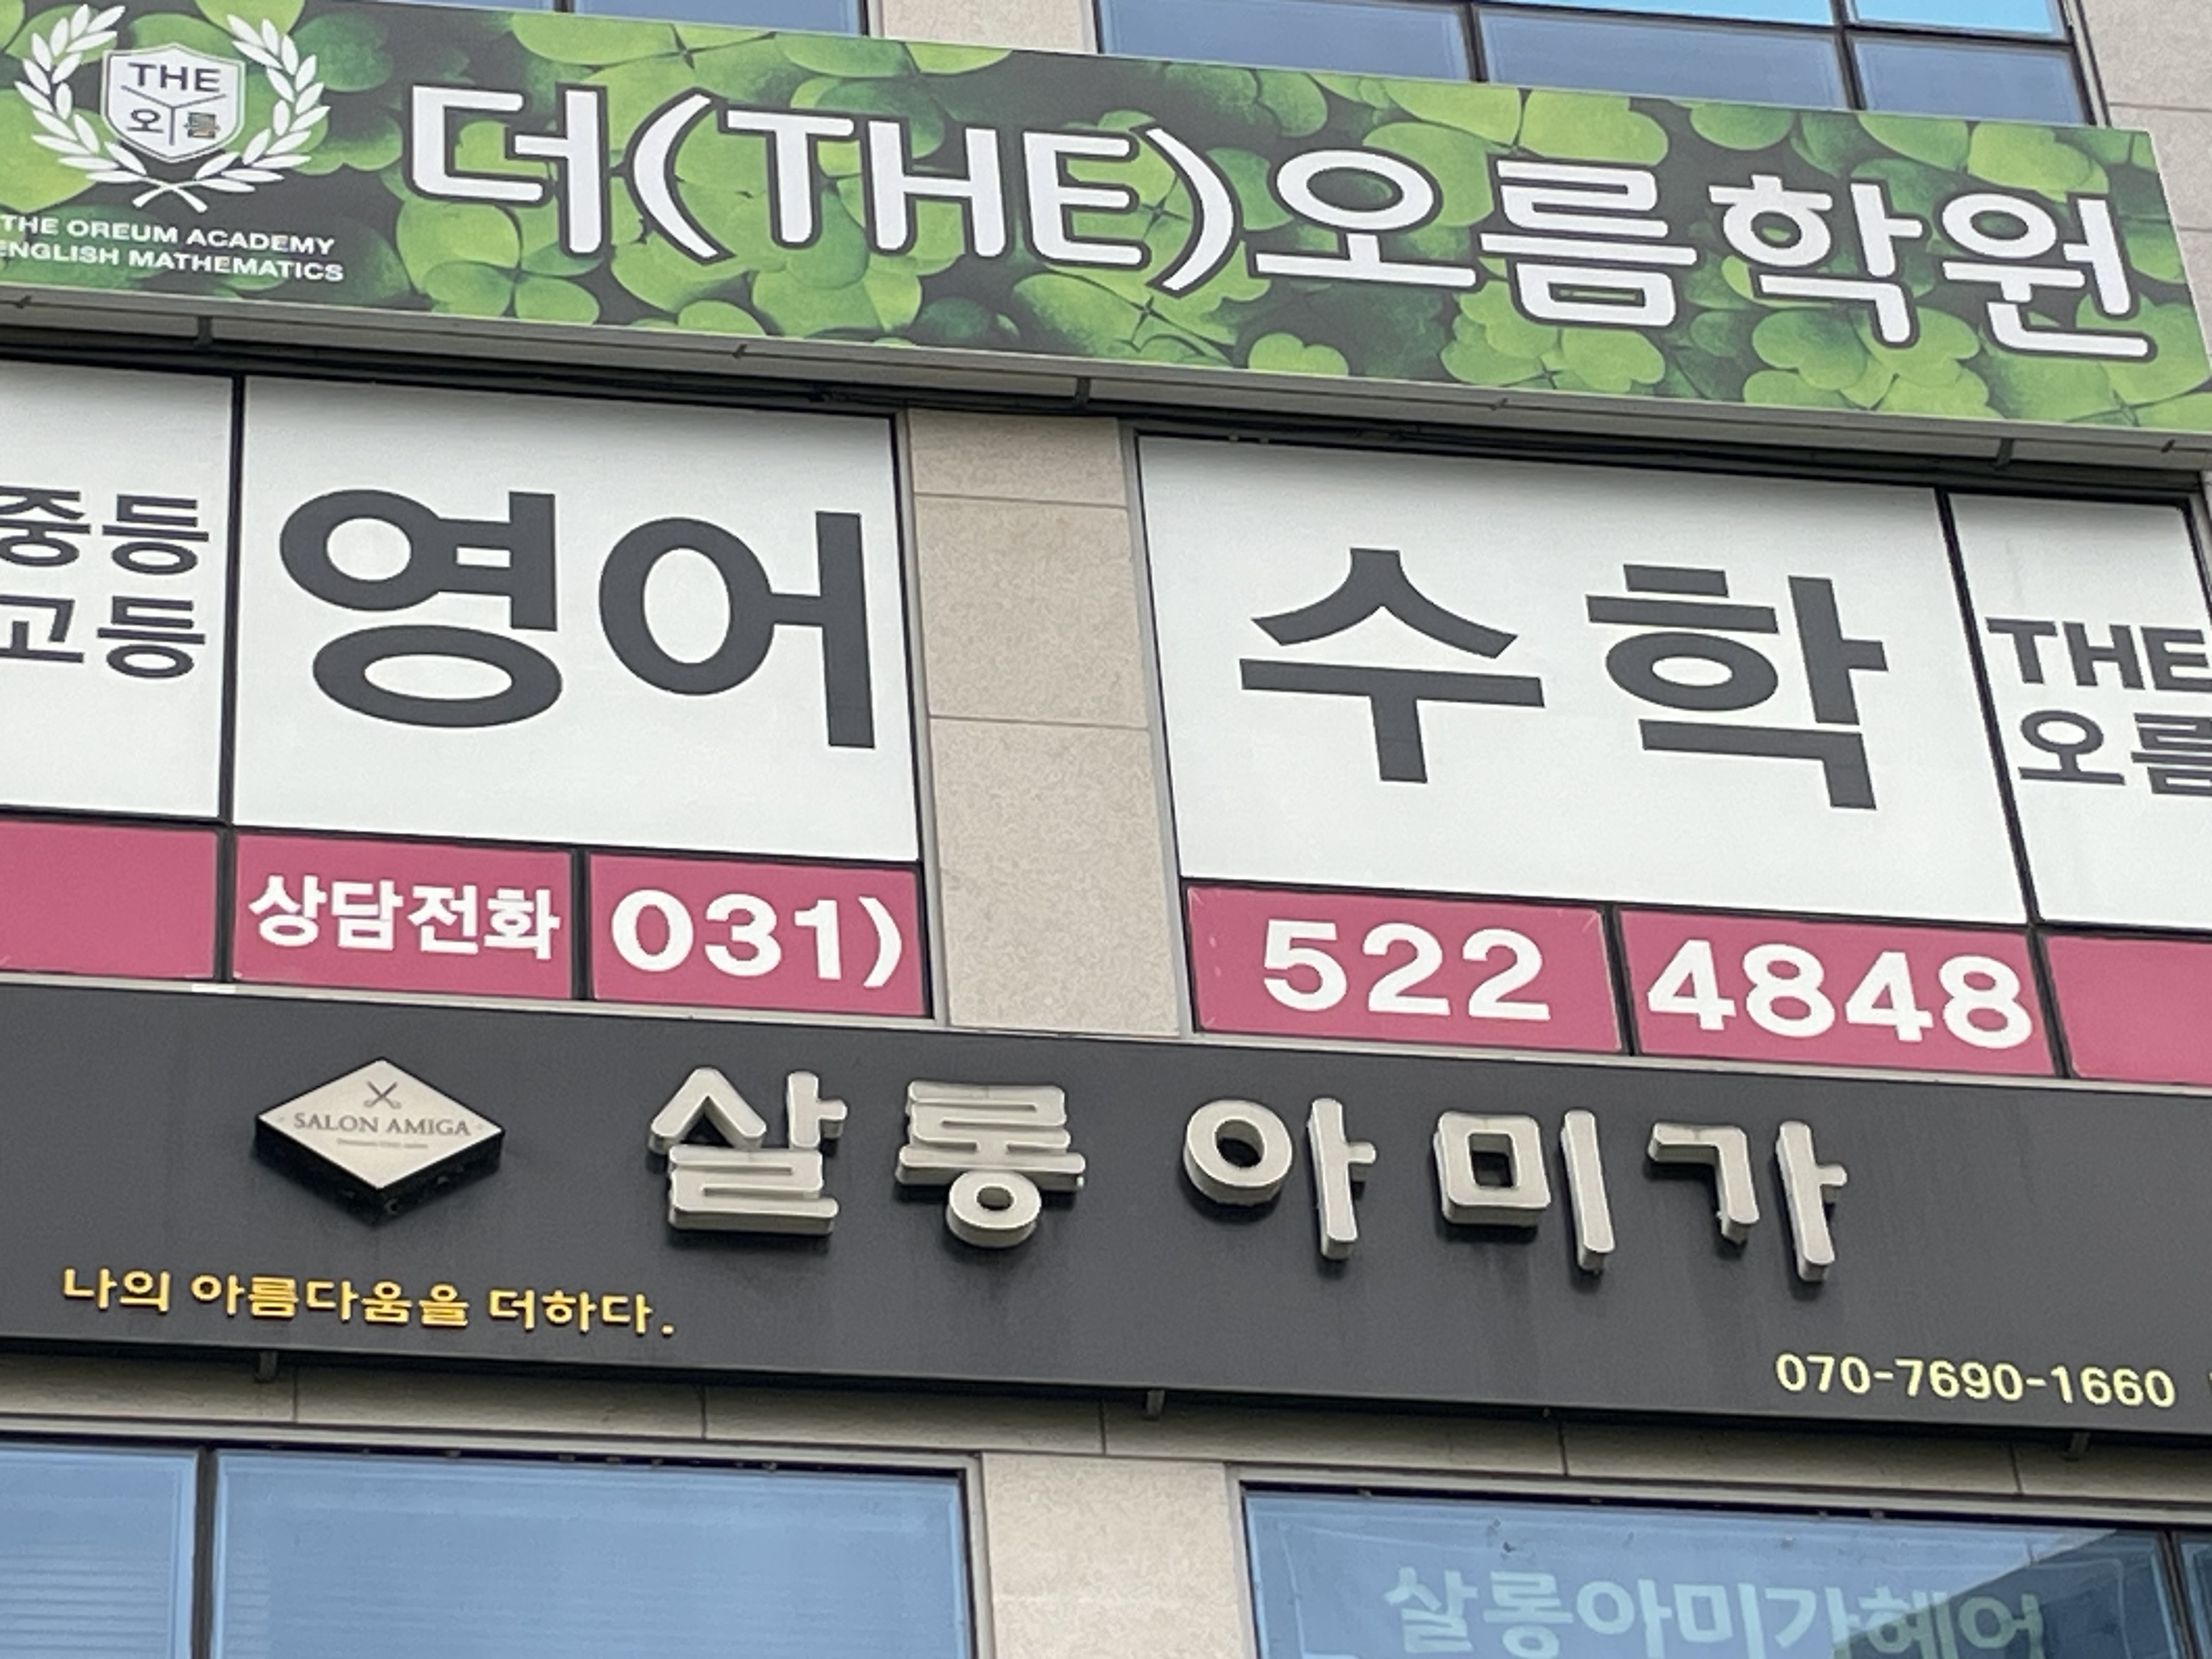 THE
오름
THE OREUM ACADEMY
ENGLISH MATHEMATICS
더(THE)오름학원
중등
고등
영어
수학
THE
오름
상담전화 031) 522 4848
SALON AMIGA
살롱 아미가
나의 아름다움을 더하다.
070-7690-1660
살롱아미가헤어